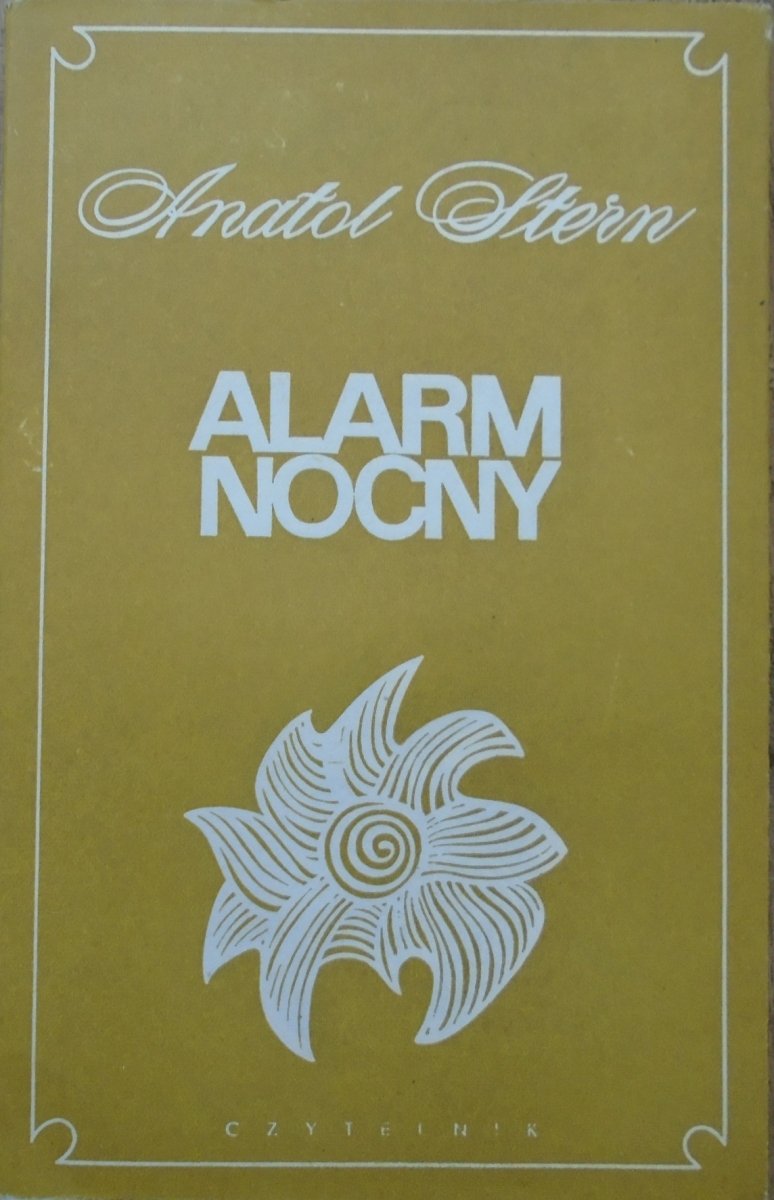 Anatol Stern
ALARM
NOCNY
CZYTELNIK